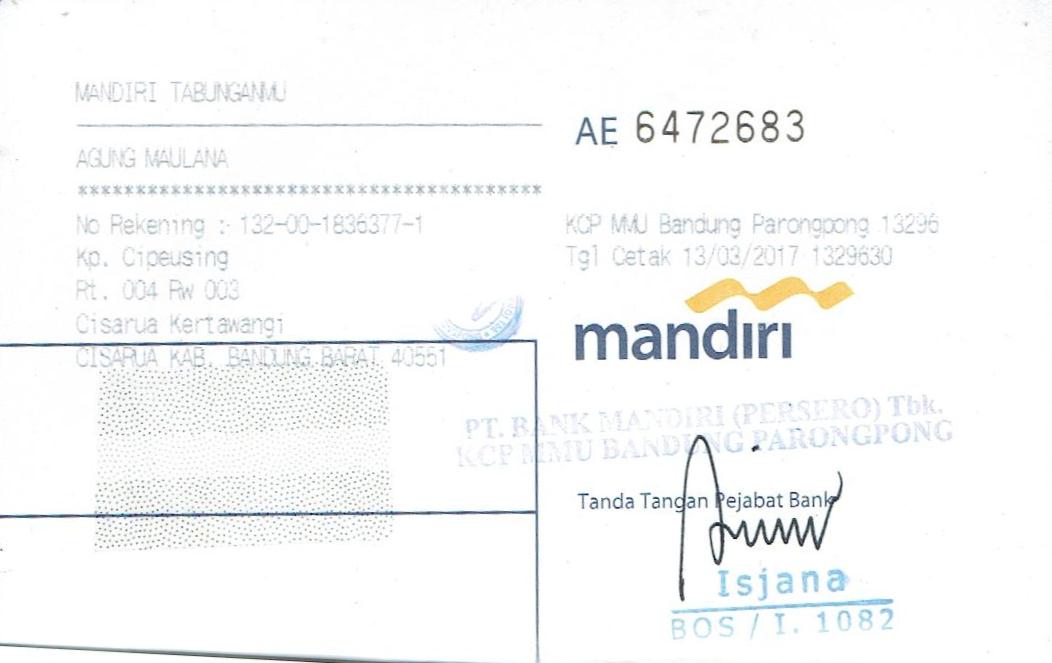 MANDIRI TABUNGANMU
AGUNG MAULANA
****************************************
No Rekening : 132-00-1836377-1
Kp. Cipeusing
Rt. 004 Rw 003
Cisarua Kertawangi
CISARUA KAB. BANDUNG BARAT 40551
AE 6472683
KCP MMU Bandung Parongpong 13296
Tgl Cetak 13/03/2017 1329630
mandiri
PT. BANK MANDIRI (PERSERO) Tbk.
KCP MMU BANDUNG PARONGPONG
Tanda Tangan Pejabat Bank
Isjana
BOS / I. 1082